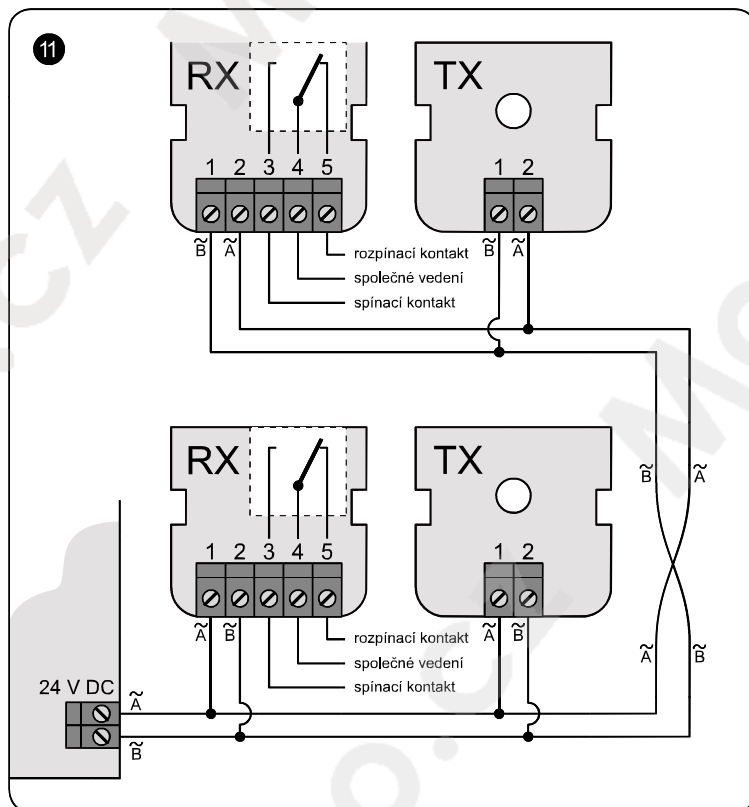 11
RX
TX
1 2 3 4 5
1 2
B̃ Ã
B̃ Ã
rozpínací kontakt
společné vedení
spínací kontakt
B̃ Ã
RX
TX
1 2 3 4 5
1 2
Ã B̃
Ã B̃
rozpínací kontakt
společné vedení
spínací kontakt
Ã B̃
24 V DC
Ã
B̃